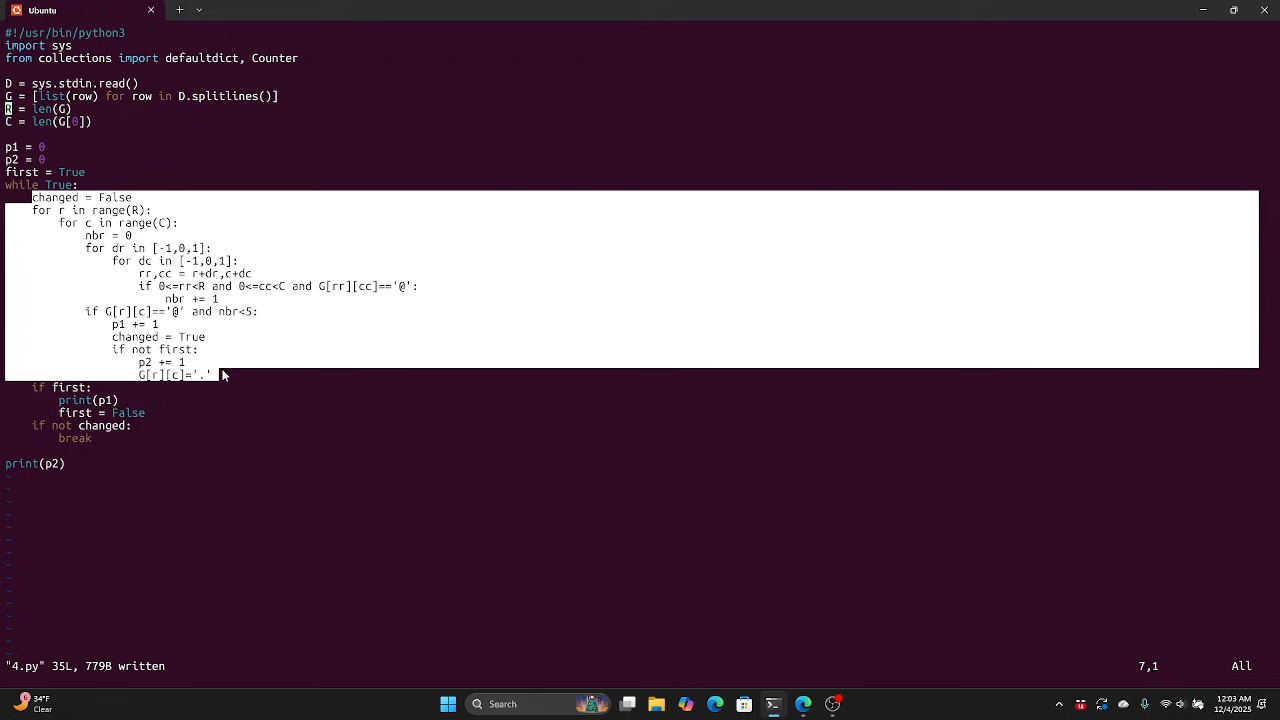 Ubuntu
#!/usr/bin/python3
import sys
from collections import defaultdict, Counter

D = sys.stdin.read()
G = [list(row) for row in D.splitlines()]
R = len(G)
C = len(G[0])

p1 = 0
p2 = 0
first = True
while True:
    changed = False
    for r in range(R):
        for c in range(C):
            nbr = 0
            for dr in [-1,0,1]:
                for dc in [-1,0,1]:
                    rr,cc = r+dr,c+dc
                    if 0<=rr<R and 0<=cc<C and G[rr][cc]=='@':
                        nbr += 1
            if G[r][c]=='@' and nbr<5:
                p1 += 1
                changed = True
                if not first:
                    p2 += 1
                    G[r][c]='.'
    if first:
        print(p1)
        first = False
    if not changed:
        break

print(p2)
~
~
~
~
~
~
~
~
~
~
~
~
~
~
"4.py" 35L, 779B written 7,1 All
34°F
Clear
Search
12:03 AM
12/4/2025